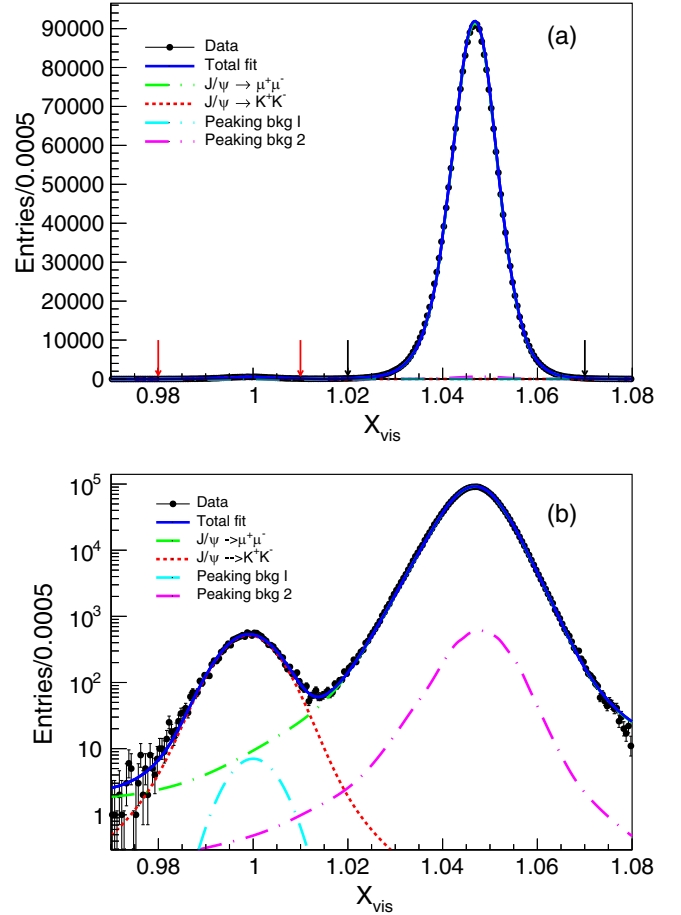 (a)
Data
Total fit
J/ψ → μ⁺μ⁻
J/ψ → K⁺K⁻
Peaking bkg I
Peaking bkg 2
Entries/0.0005
90000
80000
70000
60000
50000
40000
30000
20000
10000
0
0.98 1 1.02 1.04 1.06 1.08
X_vis
(b)
Data
Total fit
J/ψ ->μ⁺μ⁻
J/ψ -->K⁺K⁻
Peaking bkg I
Peaking bkg 2
Entries/0.0005
10⁵
10⁴
10³
10²
10
1
0.98 1 1.02 1.04 1.06 1.08
X_vis